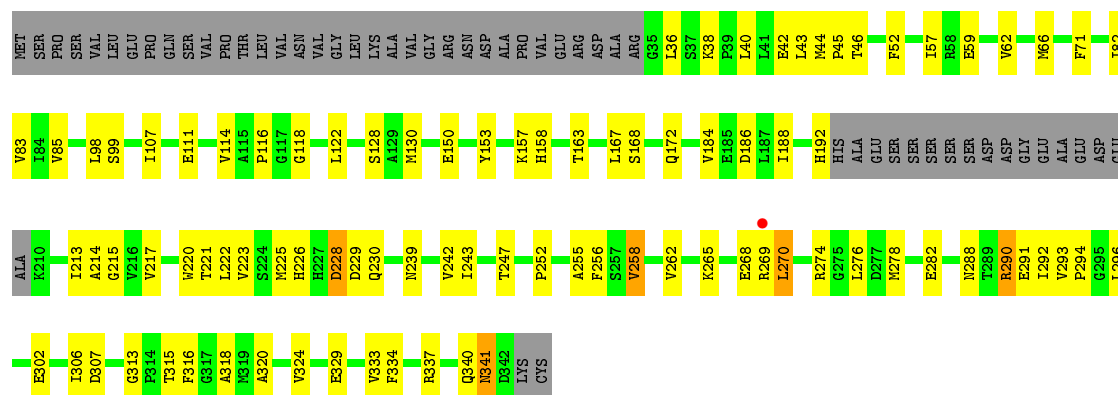 MET SER PRO SER VAL LEU GLU PRO GLN SER VAL PRO THR LEU VAL ASN VAL GLY LEU LYS ALA VAL GLY ARG ASN ASP ALA PRO VAL GLU ARG ASP ALA ARG G35 L36 S37 K38 P39 L40 L41 E42 L43 M44 P45 T46 F52 I57 R58 E59 V62 M66 F71
V83 I84 V85 L98 S99 I107 E111 V114 A115 P116 G117 G118 L122 S128 A129 M130 E150 Y153 K157 H158 T163 L167 S168 Q172 V184 E185 D186 L187 I188 H192 HIS ALA GLU SER SER SER SER SER ASP ASP GLY GLU ALA GLU ASP
ALA K210 I213 A214 G215 V216 V217 W220 T221 L222 V223 S224 M225 H226 H227 D228 D229 Q230 N239 V242 I243 T247 P252 A255 F256 S257 V258 V262 K265 E268 R269 L270 R274 G275 L276 D277 M278 E282 N288 T289 R290 E291 I292 V293 P294 G295
E302 I306 D307 G313 P314 T315 F316 G317 A318 M319 A320 V324 E329 V333 F334 R337 Q340 N341 D342 LYS CYS